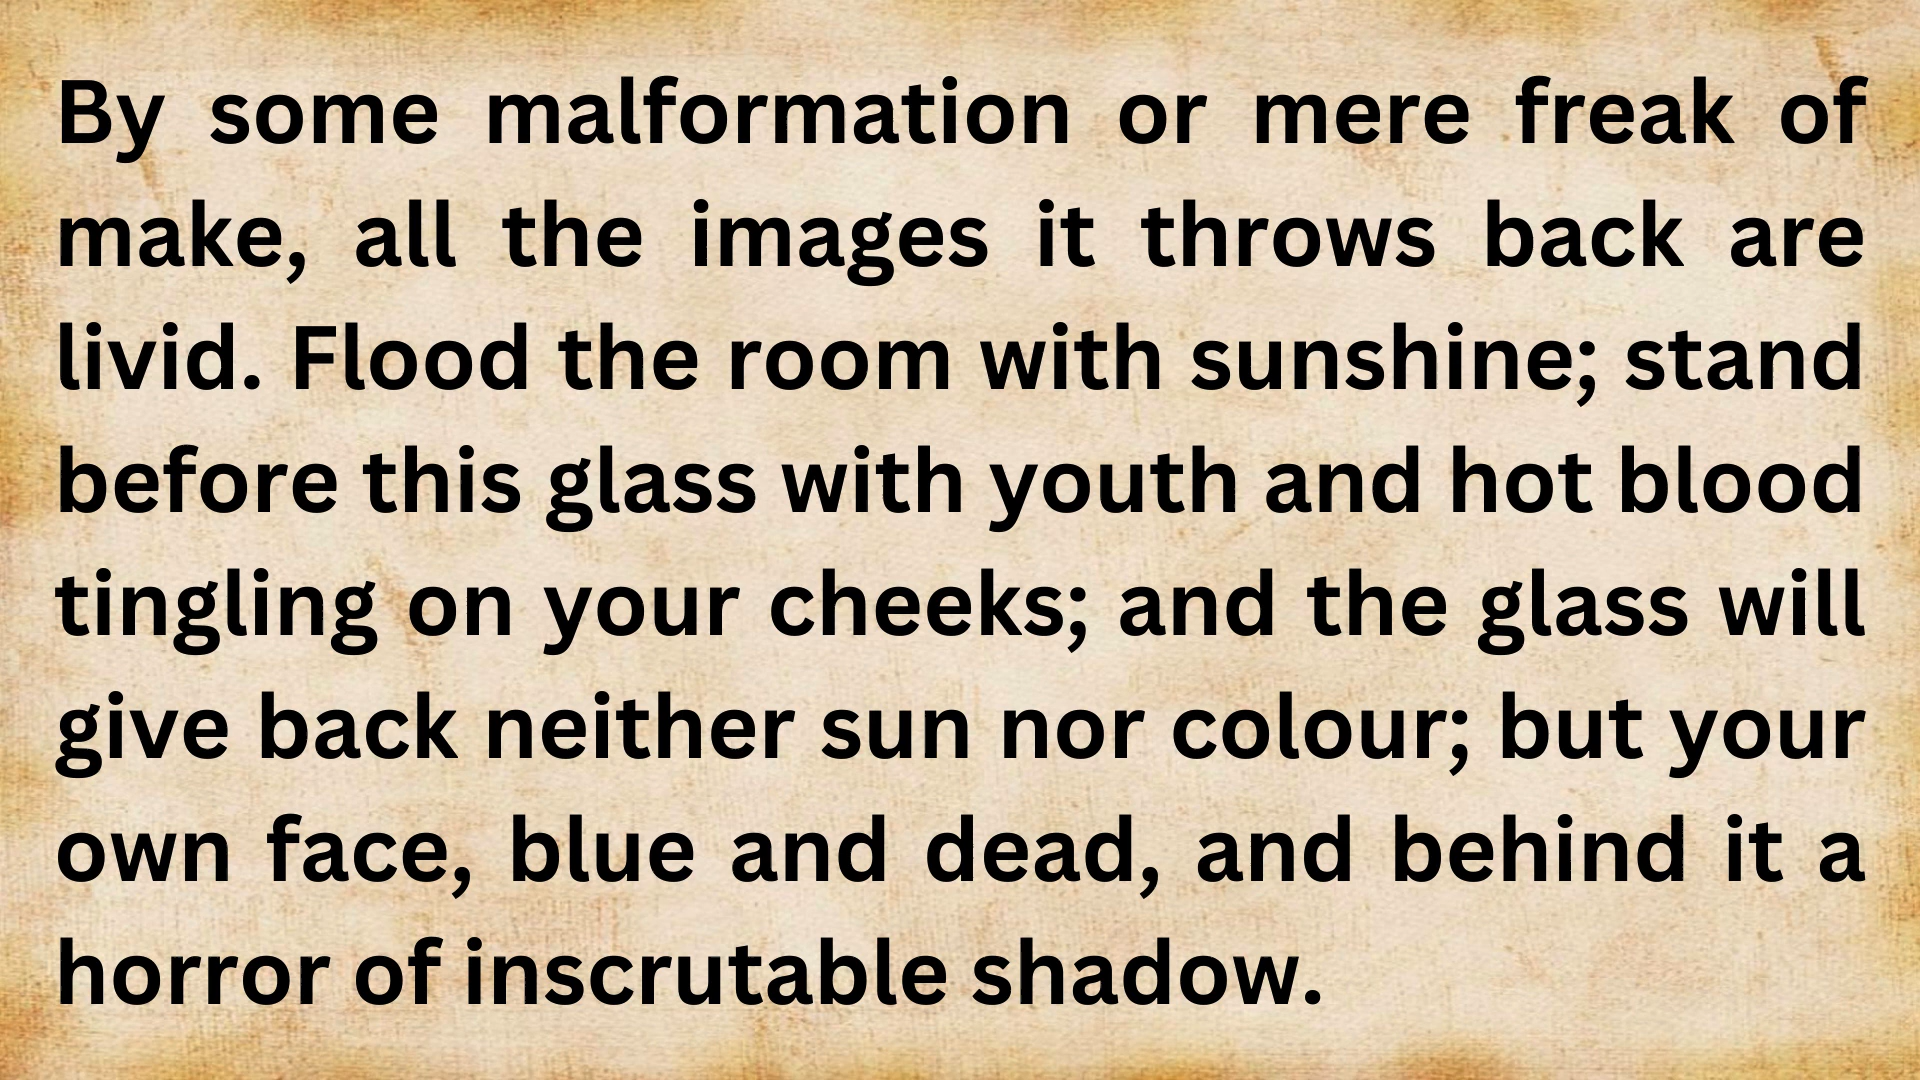 By some malformation or mere freak of
make, all the images it throws back are
livid. Flood the room with sunshine; stand
before this glass with youth and hot blood
tingling on your cheeks; and the glass will
give back neither sun nor colour; but your
own face, blue and dead, and behind it a
horror of inscrutable shadow.